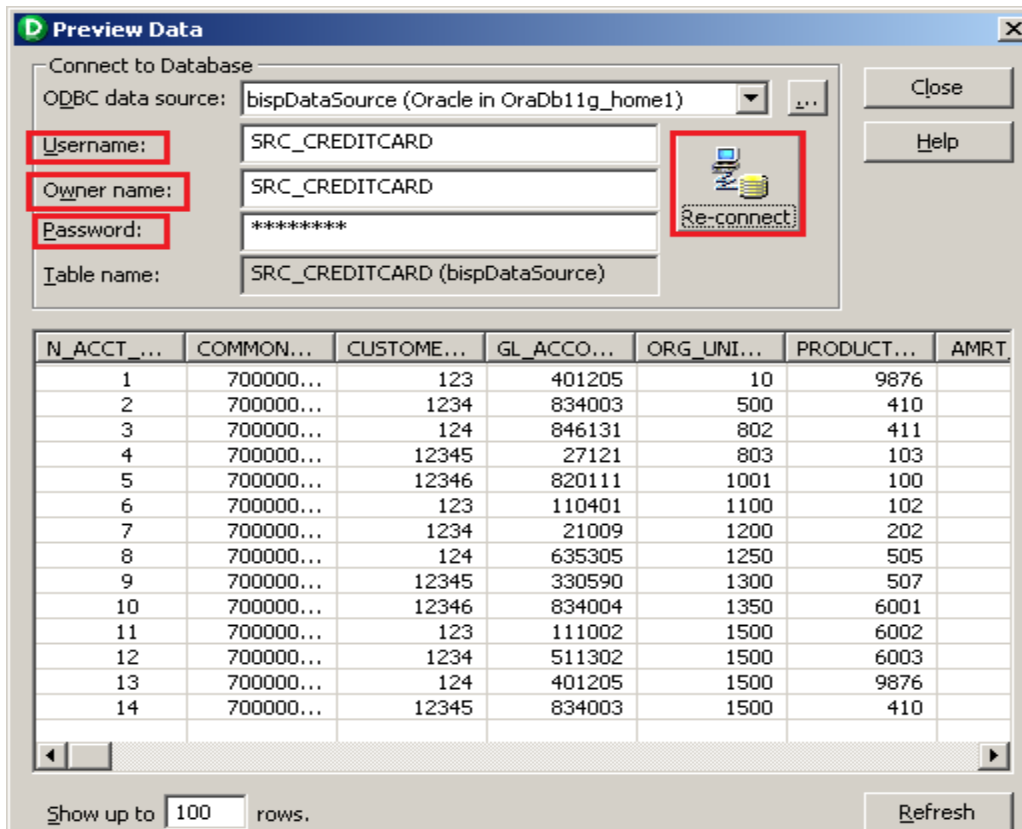 Preview Data
Connect to Database
ODBC data source: bispDataSource (Oracle in OraDb11g_home1) ... Close
Username: SRC_CREDITCARD Help
Owner name: SRC_CREDITCARD
Re-connect
Password: ********
Table name: SRC_CREDITCARD (bispDataSource)
N_ACCT_... COMMON... CUSTOME... GL_ACCO... ORG_UNI... PRODUCT... AMRT_
1 700000... 123 401205 10 9876
2 700000... 1234 834003 500 410
3 700000... 124 846131 802 411
4 700000... 12345 27121 803 103
5 700000... 12346 820111 1001 100
6 700000... 123 110401 1100 102
7 700000... 1234 21009 1200 202
8 700000... 124 635305 1250 505
9 700000... 12345 330590 1300 507
10 700000... 12346 834004 1350 6001
11 700000... 123 111002 1500 6002
12 700000... 1234 511302 1500 6003
13 700000... 124 401205 1500 9876
14 700000... 12345 834003 1500 410
Show up to 100 rows. Refresh